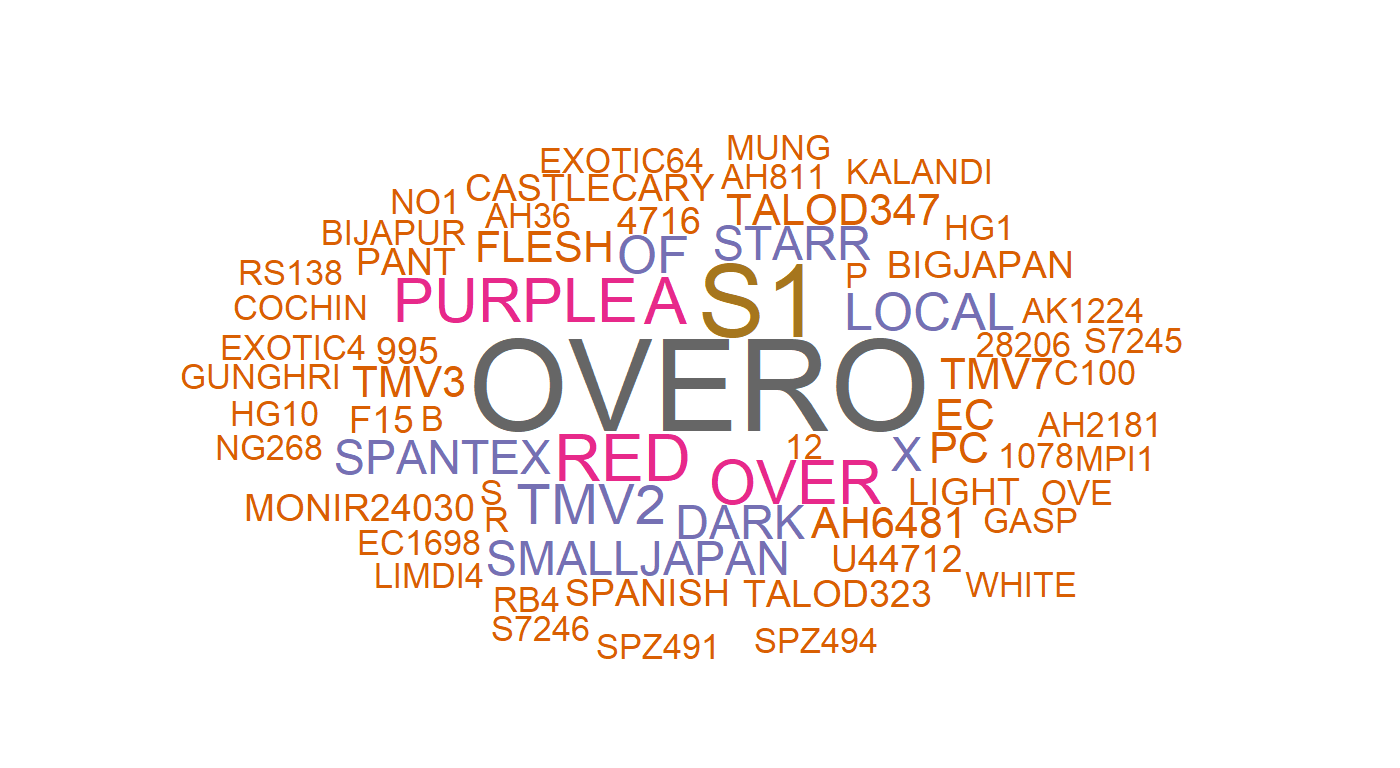 MUNG
EXOTIC64
KALANDI
AH811
CASTLECARY
NO1
TALOD347
AH36
4716
HG1
BIJAPUR
FLESH
STARR
OF
PANT
BIGJAPAN
RS138
P
PURPLE
A
S1
COCHIN
LOCAL
AK1224
S7245
28206
EXOTIC4
995
GUNGHRI
TMV3
OVERO
TMV7
C100
HG10
F15
B
EC
AH2181
NG268
12
PC
SPANTEX
RED
X
1078
MPI1
OVER
S
LIGHT
OVE
MONIR24030
TMV2
R
DARK
AH6481
GASP
EC1698
SMALLJAPAN
U44712
LIMDI4
WHITE
RB4
SPANISH
TALOD323
S7246
SPZ491
SPZ494